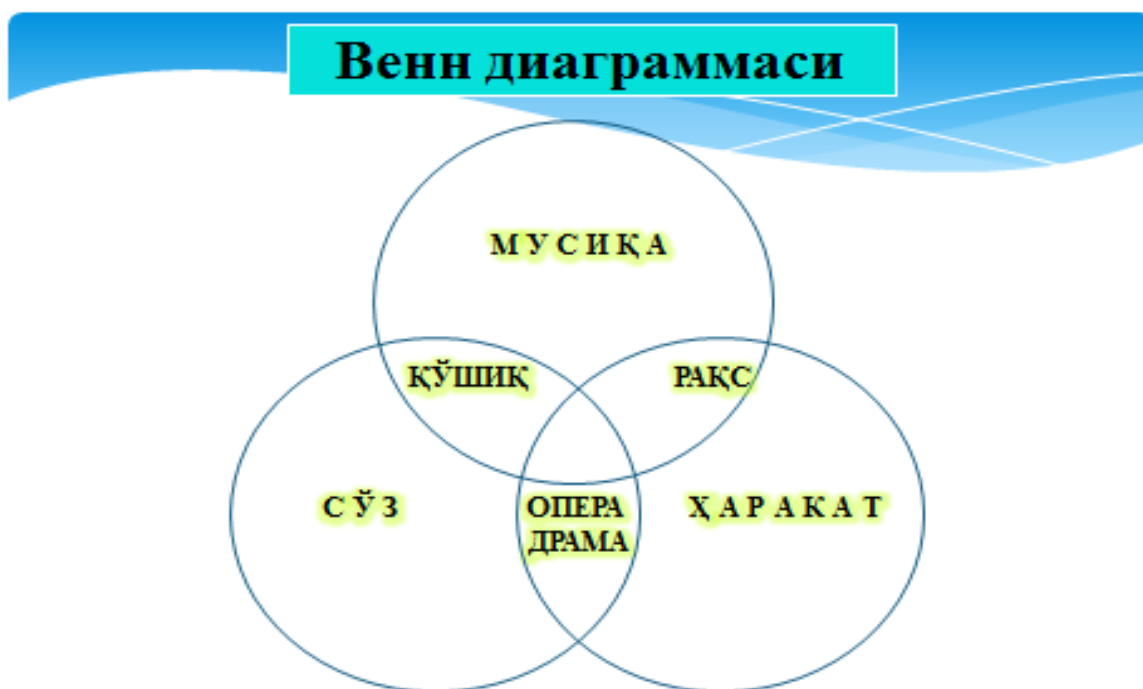 Венн диаграммаси
М У С И Қ А
ҚЎШИҚ
РАҚС
С Ў З
ОПЕРА
ДРАМА
Ҳ А Р А К А Т